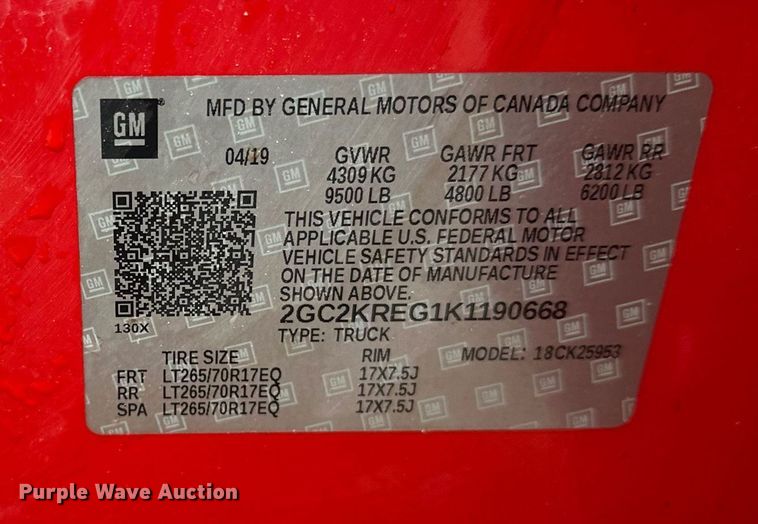 GM
MFD BY GENERAL MOTORS OF CANADA COMPANY
04/19 GVWR GAWR FRT GAWR RR
4309 KG 2177 KG 2812 KG
9500 LB 4800 LB 6200 LB
THIS VEHICLE CONFORMS TO ALL
APPLICABLE U.S. FEDERAL MOTOR
VEHICLE SAFETY STANDARDS IN EFFECT
ON THE DATE OF MANUFACTURE
SHOWN ABOVE.
2GC2KREG1K1190668
130X
TYPE: TRUCK
TIRE SIZE RIM MODEL: 18CK25953
FRT LT265/70R17EQ 17X7.5J
RR LT265/70R17EQ 17X7.5J
SPA LT265/70R17EQ 17X7.5J
Purple Wave Auction